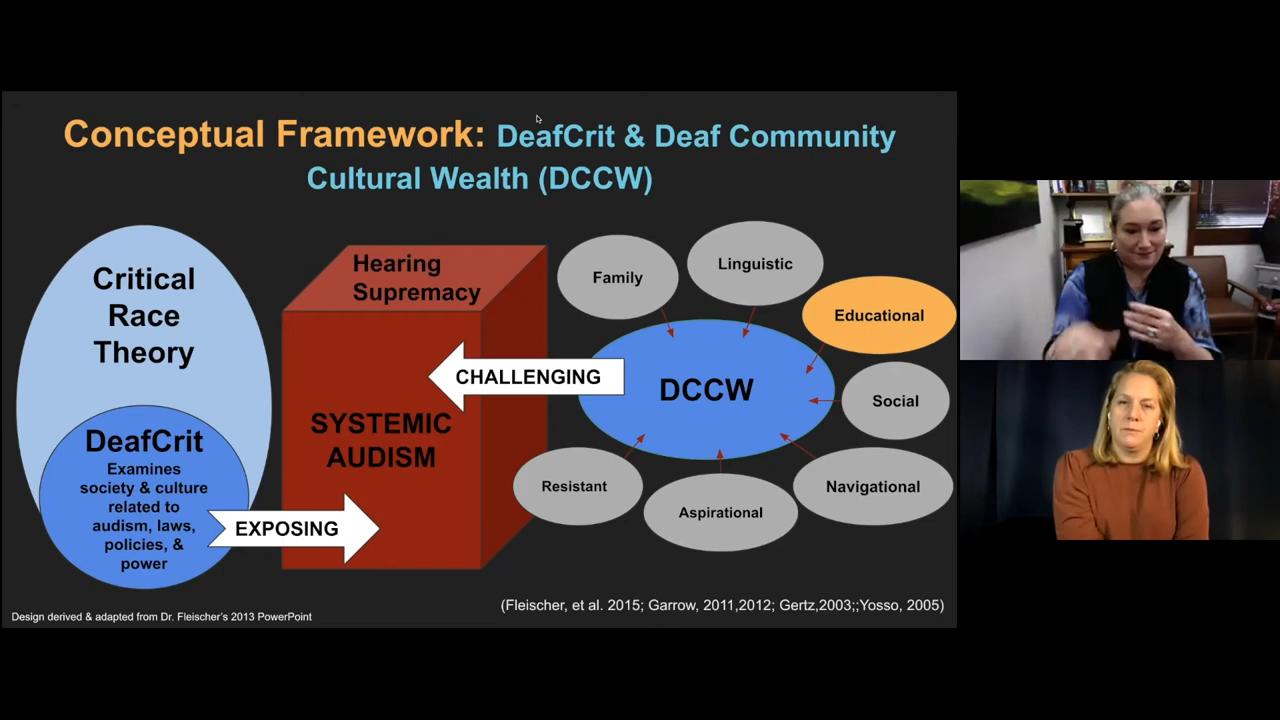 Conceptual Framework: DeafCrit & Deaf Community
Cultural Wealth (DCCW)
Critical
Race
Theory
DeafCrit
Examines
society & culture
related to
audism, laws,
policies, &
power
EXPOSING
Hearing
Supremacy
SYSTEMIC
AUDISM
CHALLENGING
DCCW
Family
Linguistic
Educational
Social
Navigational
Aspirational
Resistant
(Fleischer, et al. 2015; Garrow, 2011,2012; Gertz,2003;;Yosso, 2005)
Design derived & adapted from Dr. Fleischer's 2013 PowerPoint